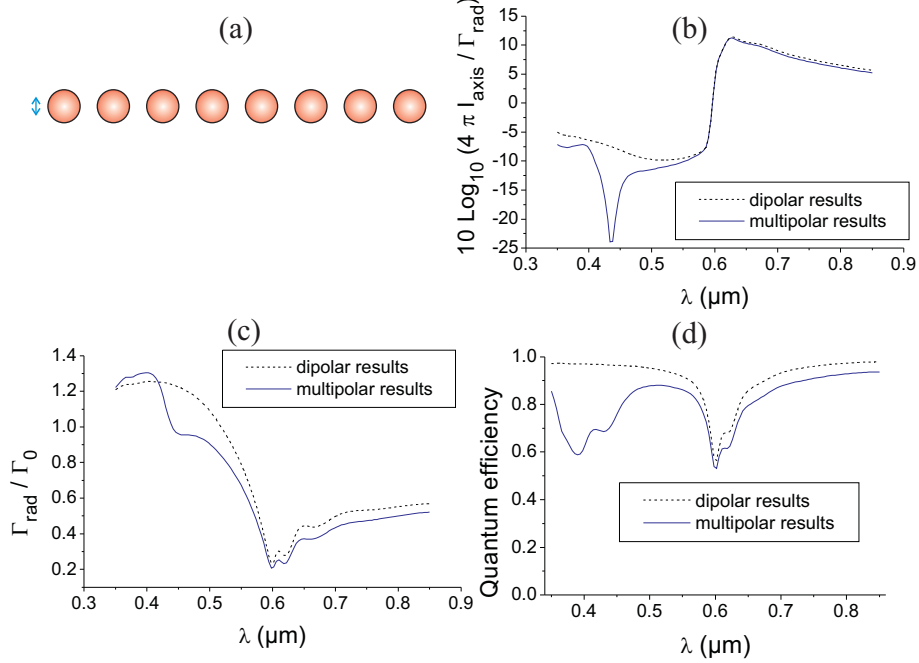 (a)
(b)
10 Log10 (4 π Iaxis / Γrad)
15
10
5
0
-5
-10
-15
-20
-25
0.3 0.4 0.5 0.6 0.7 0.8 0.9
λ (μm)
dipolar results
multipolar results
(c)
Γrad / Γ0
1.4
1.2
1.0
0.8
0.6
0.4
0.2
0.3 0.4 0.5 0.6 0.7 0.8 0.9
λ (μm)
dipolar results
multipolar results
(d)
Quantum efficiency
1.0
0.8
0.6
0.4
0.2
0.0
0.4 0.5 0.6 0.7 0.8
λ (μm)
dipolar results
multipolar results